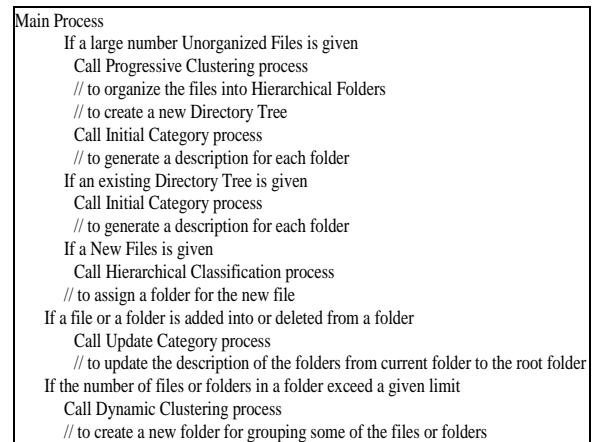 Main Process
If a large number Unorganized Files is given
Call Progressive Clustering process
// to organize the files into Hierarchical Folders
// to create a new Directory Tree
Call Initial Category process
// to generate a description for each folder
If an existing Directory Tree is given
Call Initial Category process
// to generate a description for each folder
If a New Files is given
Call Hierarchical Classification process
// to assign a folder for the new file
If a file or a folder is added into or deleted from a folder
Call Update Category process
// to update the description of the folders from current folder to the root folder
If the number of files or folders in a folder exceed a given limit
Call Dynamic Clustering process
// to create a new folder for grouping some of the files or folders